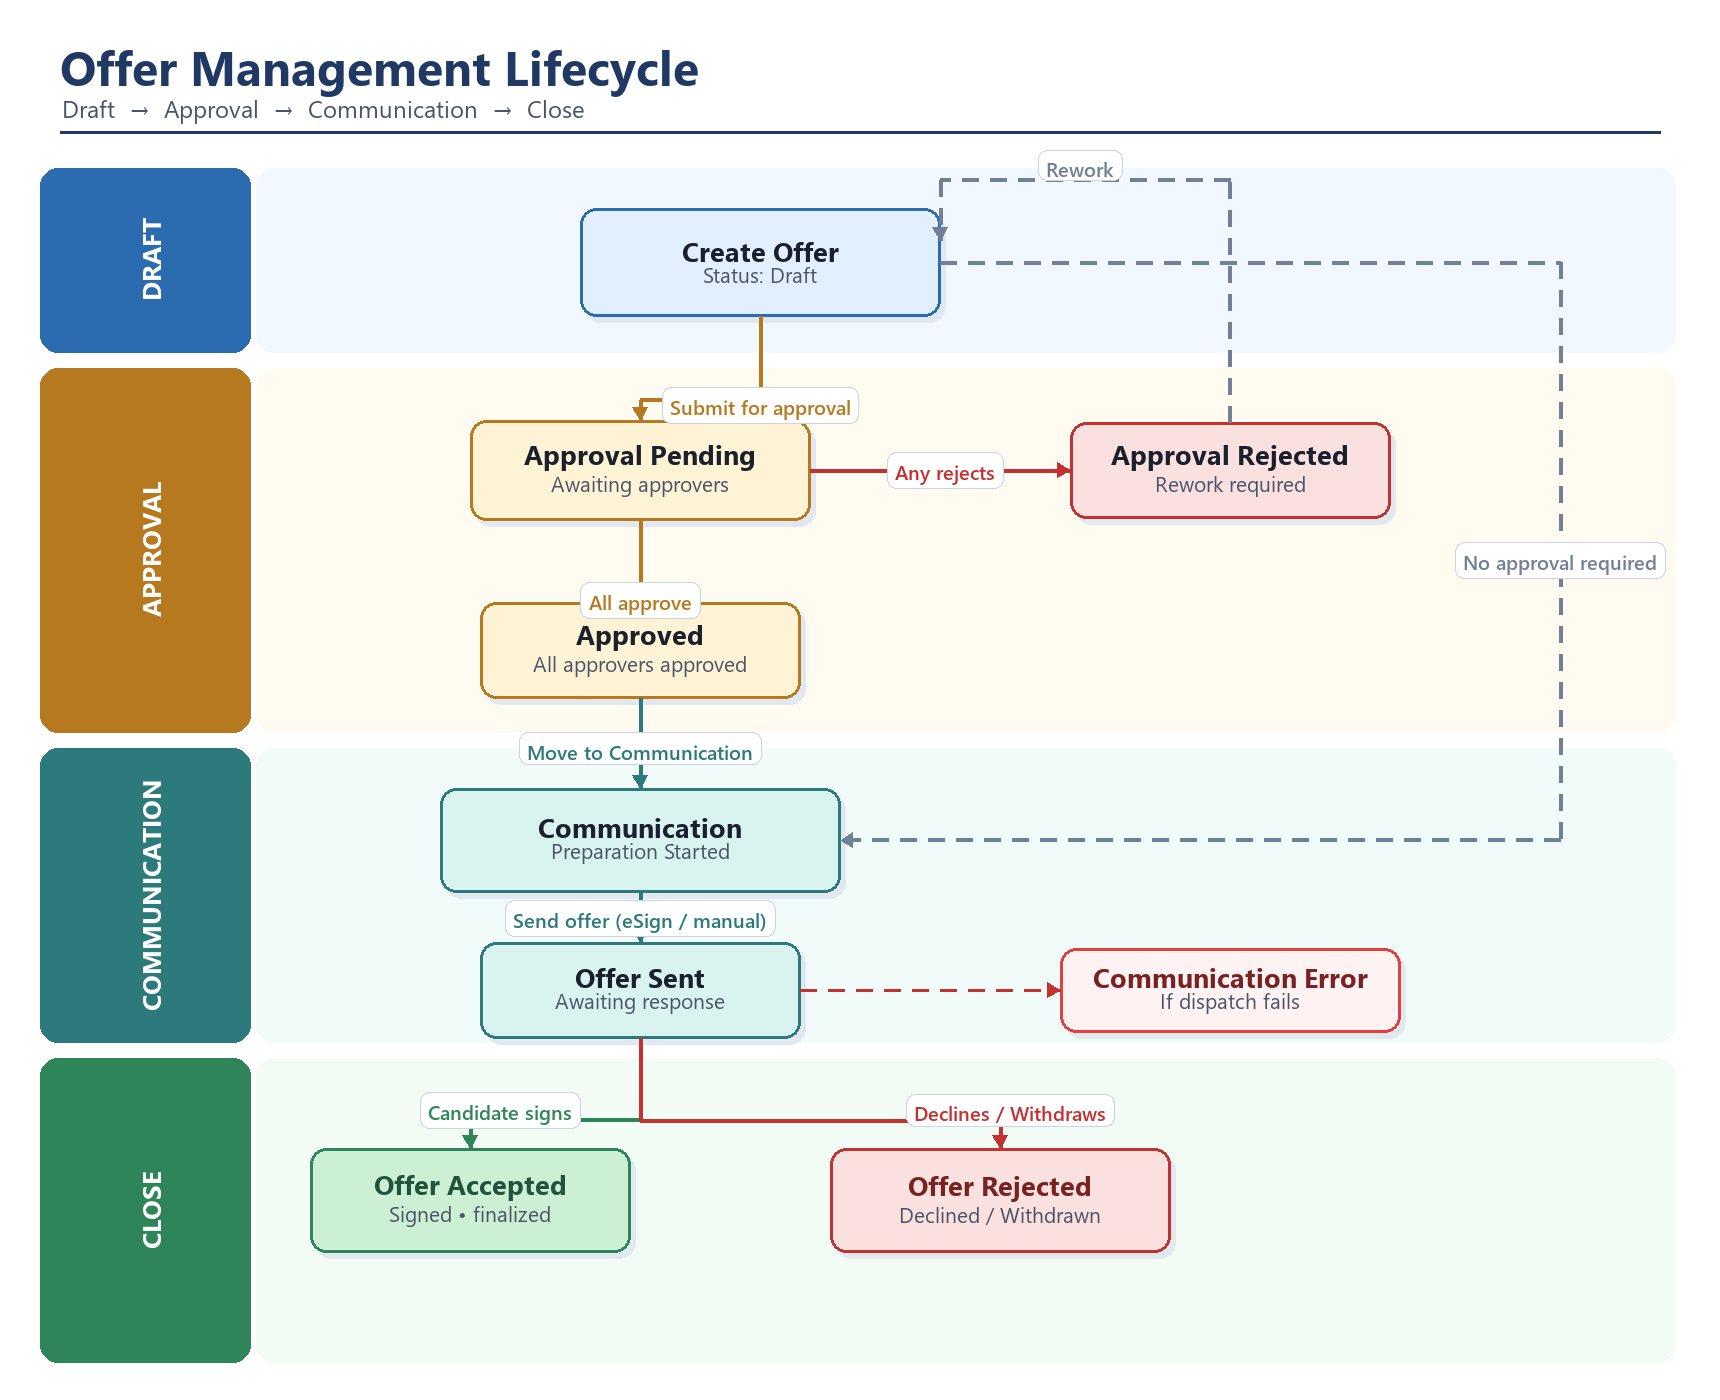 Offer Management Lifecycle
Draft → Approval → Communication → Close
DRAFT
Rework
Create Offer
Status: Draft
APPROVAL
Submit for approval
Approval Pending
Awaiting approvers
Any rejects
Approval Rejected
Rework required
No approval required
All approve
Approved
All approvers approved
COMMUNICATION
Move to Communication
Communication
Preparation Started
Send offer (eSign / manual)
Offer Sent
Awaiting response
Communication Error
If dispatch fails
CLOSE
Candidate signs
Declines / Withdraws
Offer Accepted
Signed • finalized
Offer Rejected
Declined / Withdrawn